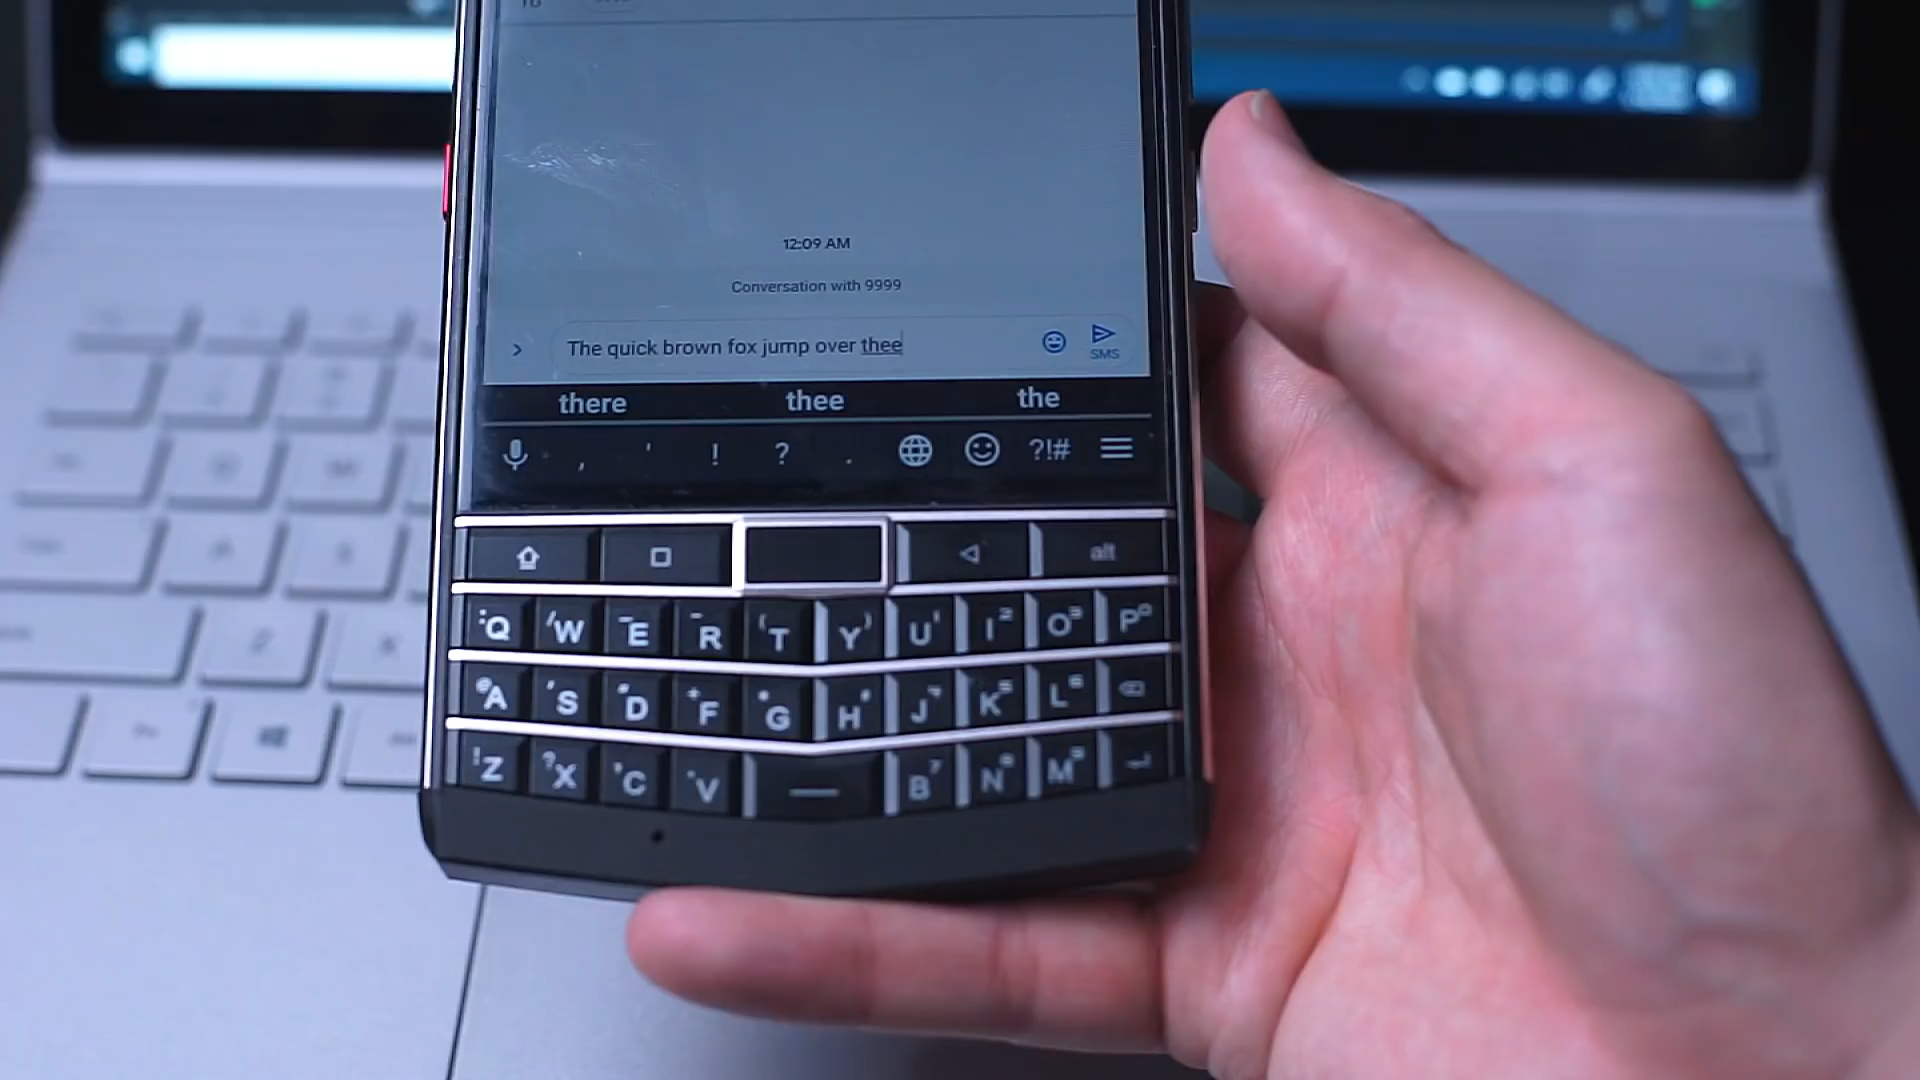 12:09 AM
Conversation with 9999
The quick brown fox jump over thee
SMS
there thee the
, ' ! ? . ?!#
alt
Q W E R T Y U I O P
A S D F G H J K L
Z X C V B N M